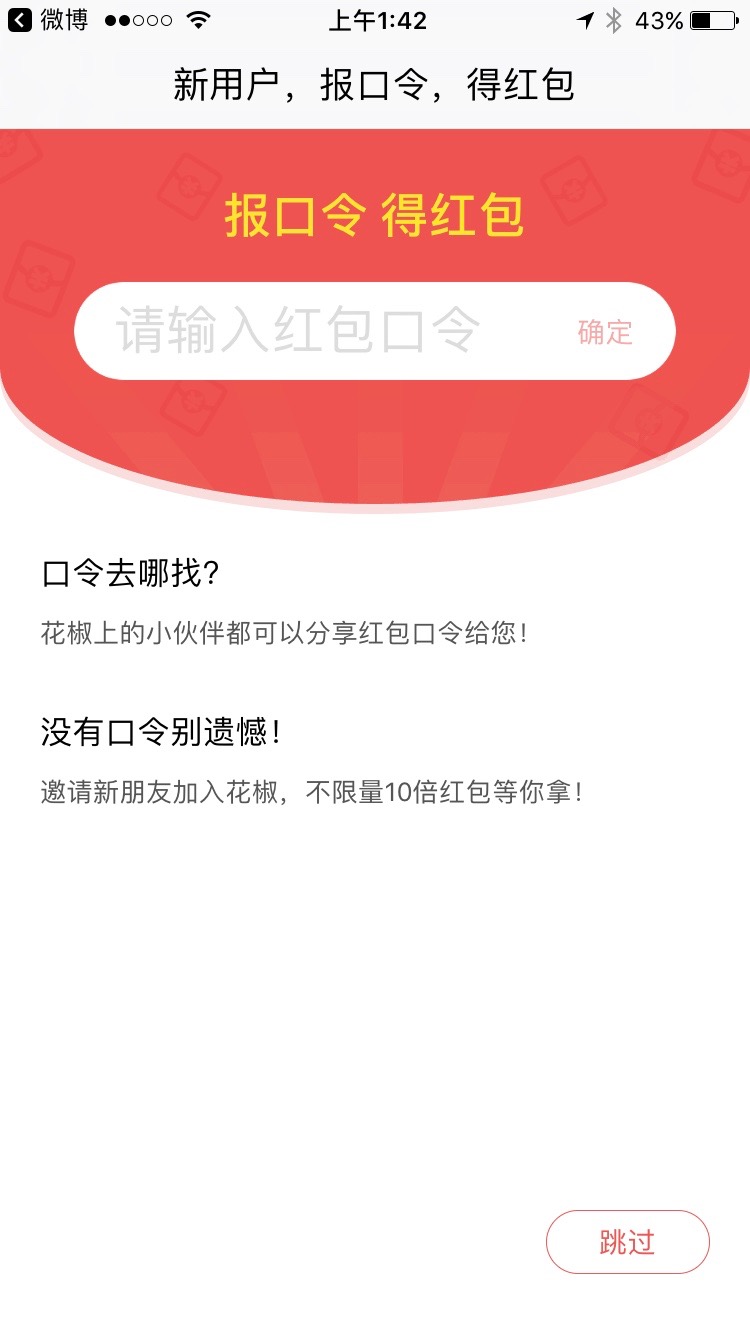 微博 上午1:42 43%
新用户，报口令，得红包
报口令 得红包
请输入红包口令 确定
口令去哪找？
花椒上的小伙伴都可以分享红包口令给您！
没有口令别遗憾！
邀请新朋友加入花椒，不限量10倍红包等你拿！
跳过